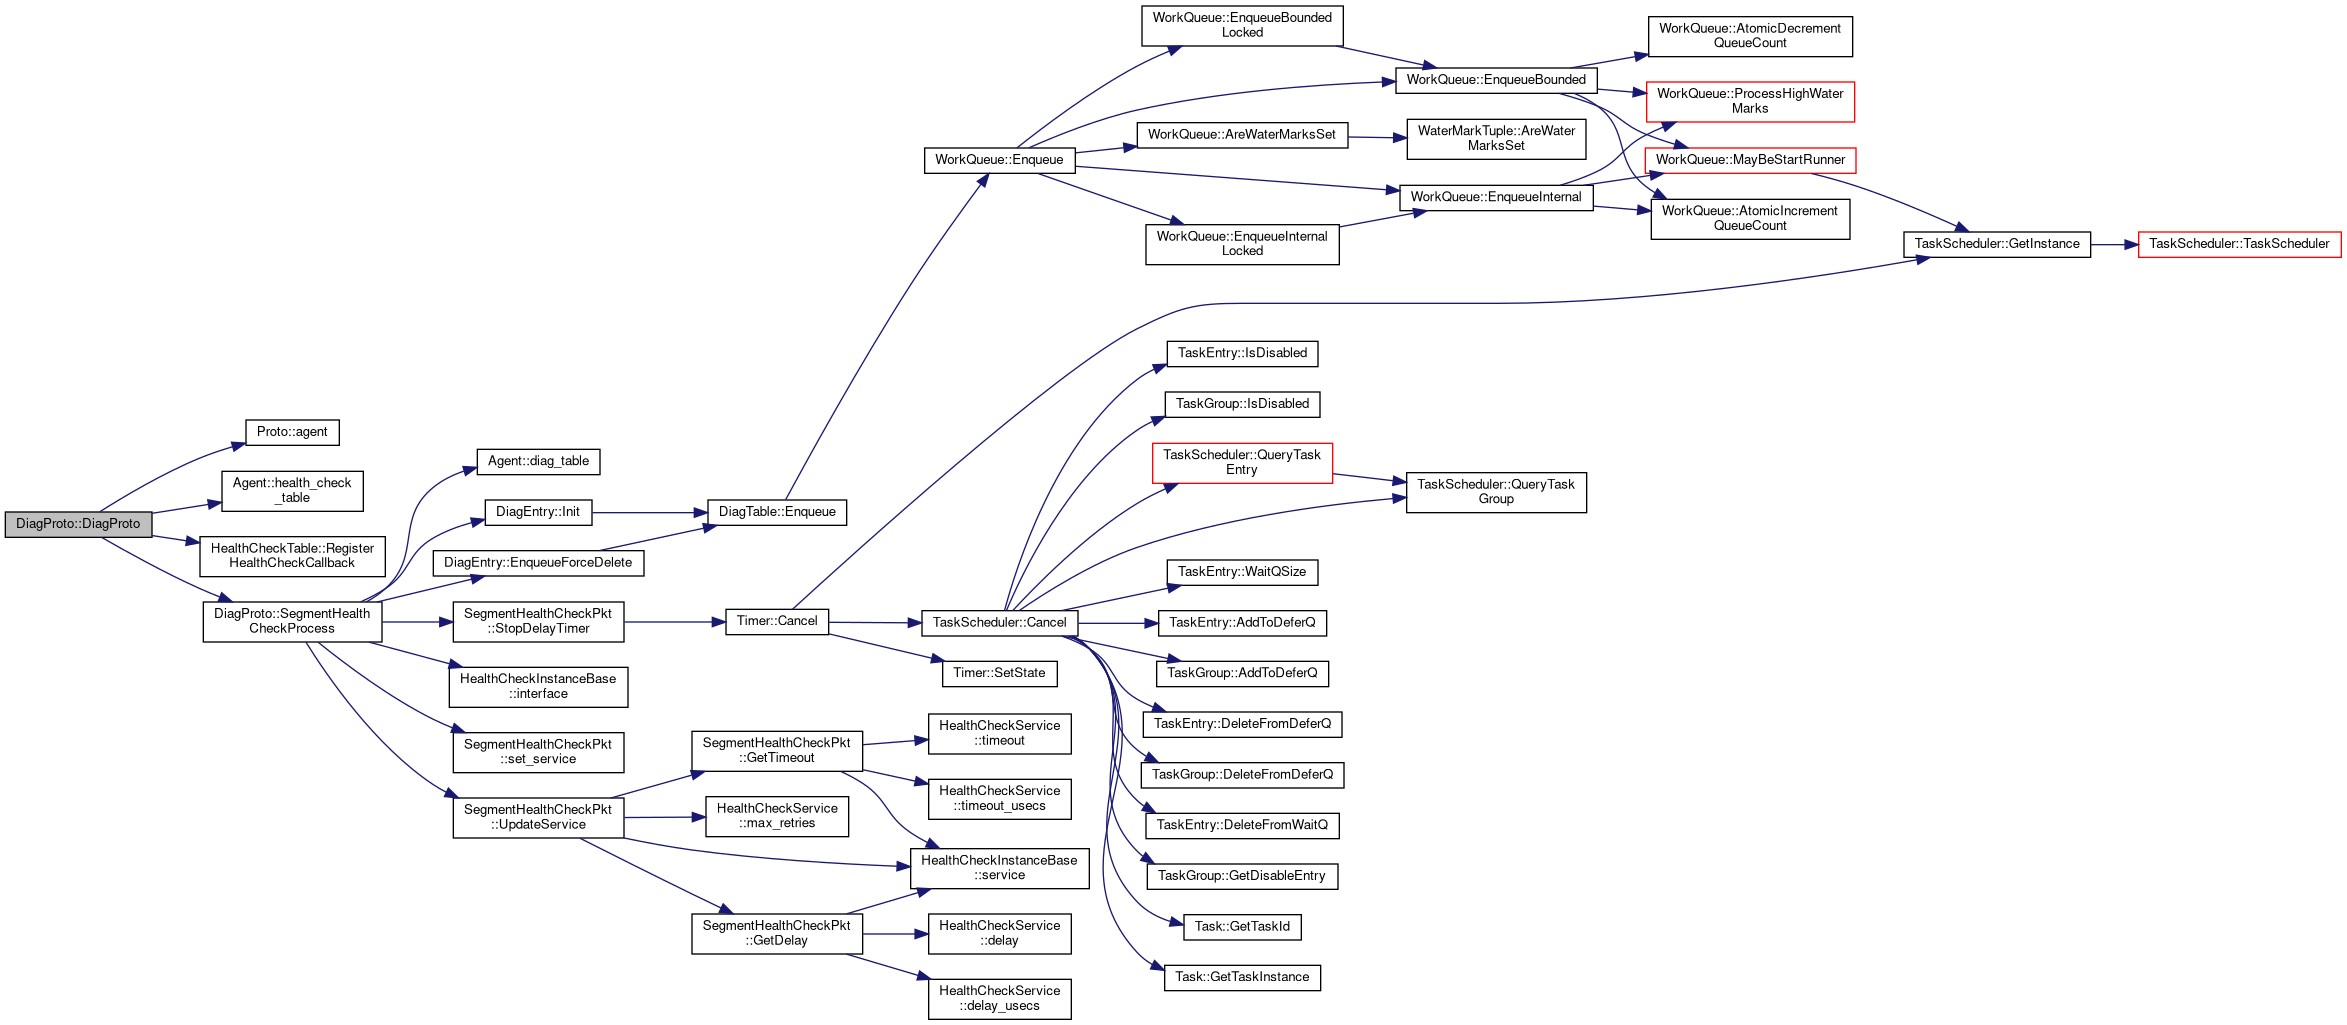 DiagProto::DiagProto
Proto::agent
Agent::health_check
_table
HealthCheckTable::Register
HealthCheckCallback
DiagProto::SegmentHealth
CheckProcess
Agent::diag_table
DiagEntry::Init
DiagEntry::EnqueueForceDelete
SegmentHealthCheckPkt
::StopDelayTimer
HealthCheckInstanceBase
::interface
SegmentHealthCheckPkt
::set_service
SegmentHealthCheckPkt
::UpdateService
DiagTable::Enqueue
Timer::Cancel
SegmentHealthCheckPkt
::GetTimeout
HealthCheckService
::max_retries
SegmentHealthCheckPkt
::GetDelay
WorkQueue::Enqueue
TaskScheduler::Cancel
Timer::SetState
HealthCheckService
::timeout
HealthCheckService
::timeout_usecs
HealthCheckInstanceBase
::service
HealthCheckService
::delay
HealthCheckService
::delay_usecs
WorkQueue::EnqueueBounded
Locked
WorkQueue::AreWaterMarksSet
WorkQueue::EnqueueInternal
Locked
TaskEntry::IsDisabled
TaskGroup::IsDisabled
TaskScheduler::QueryTask
Entry
TaskEntry::WaitQSize
TaskEntry::AddToDeferQ
TaskGroup::AddToDeferQ
TaskEntry::DeleteFromDeferQ
TaskGroup::DeleteFromDeferQ
TaskEntry::DeleteFromWaitQ
TaskGroup::GetDisableEntry
Task::GetTaskId
Task::GetTaskInstance
WorkQueue::EnqueueBounded
WaterMarkTuple::AreWater
MarksSet
WorkQueue::EnqueueInternal
TaskScheduler::QueryTask
Group
WorkQueue::AtomicDecrement
QueueCount
WorkQueue::ProcessHighWater
Marks
WorkQueue::MayBeStartRunner
WorkQueue::AtomicIncrement
QueueCount
TaskScheduler::GetInstance
TaskScheduler::TaskScheduler